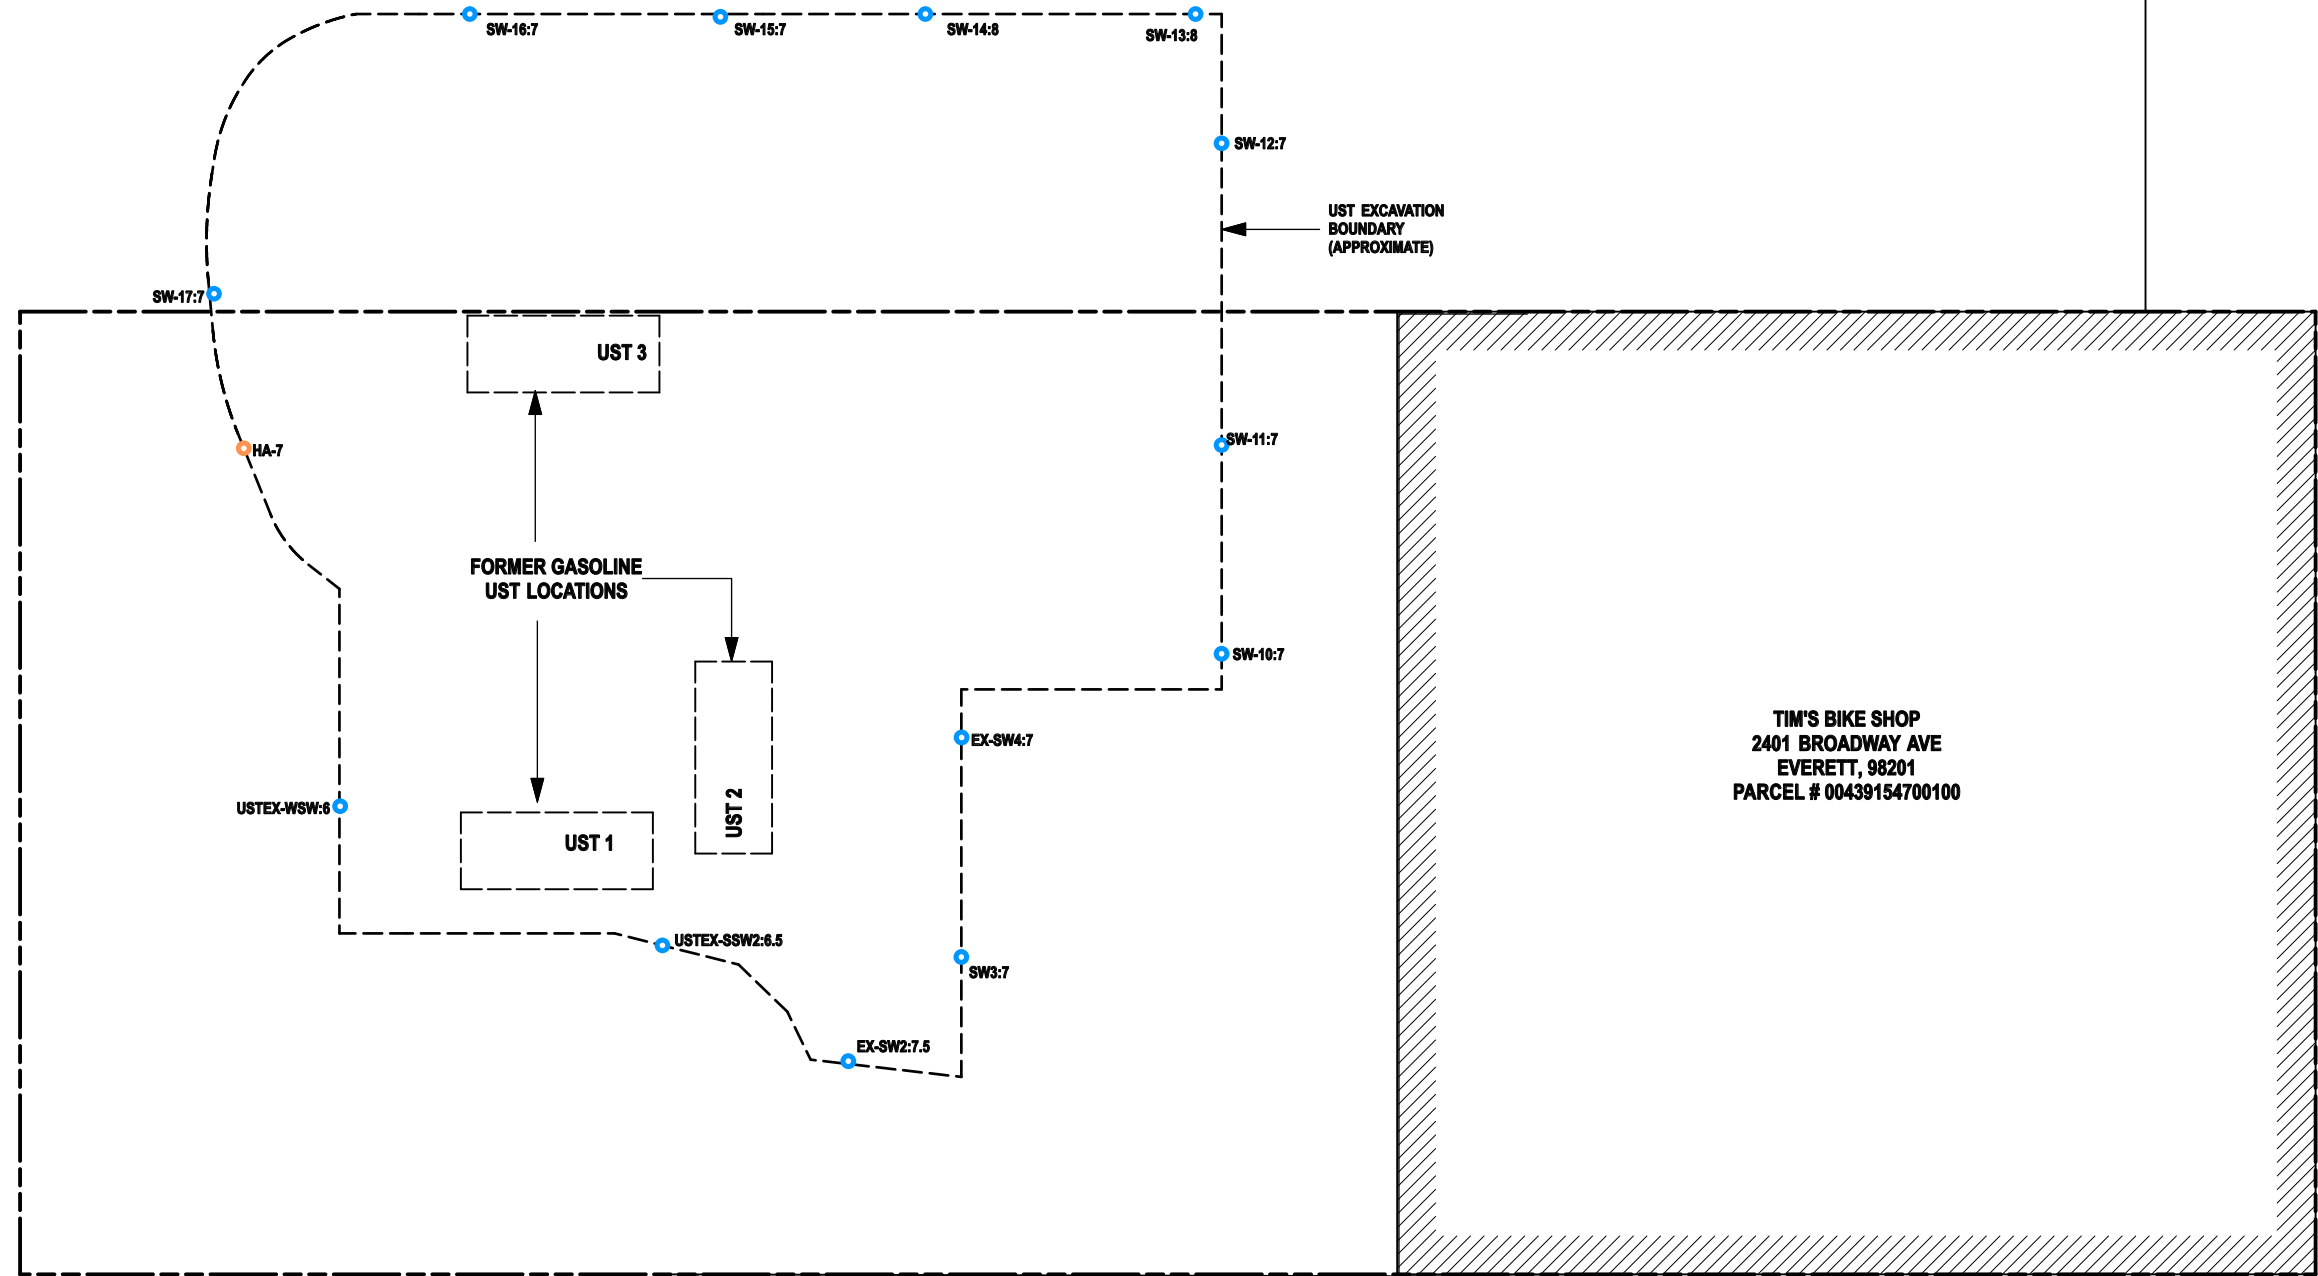 SW-16:7
SW-15:7
SW-14:8
SW-13:8
SW-12:7
UST EXCAVATION
BOUNDARY
(APPROXIMATE)
SW-17:7
UST 3
HA-7
SW-11:7
FORMER GASOLINE
UST LOCATIONS
SW-10:7
EX-SW4:7
TIM'S BIKE SHOP
2401 BROADWAY AVE
EVERETT, 98201
PARCEL # 00439154700100
USTEX-WSW:6
UST 2
UST 1
USTEX-SSW2:6.5
SW3:7
EX-SW2:7.5